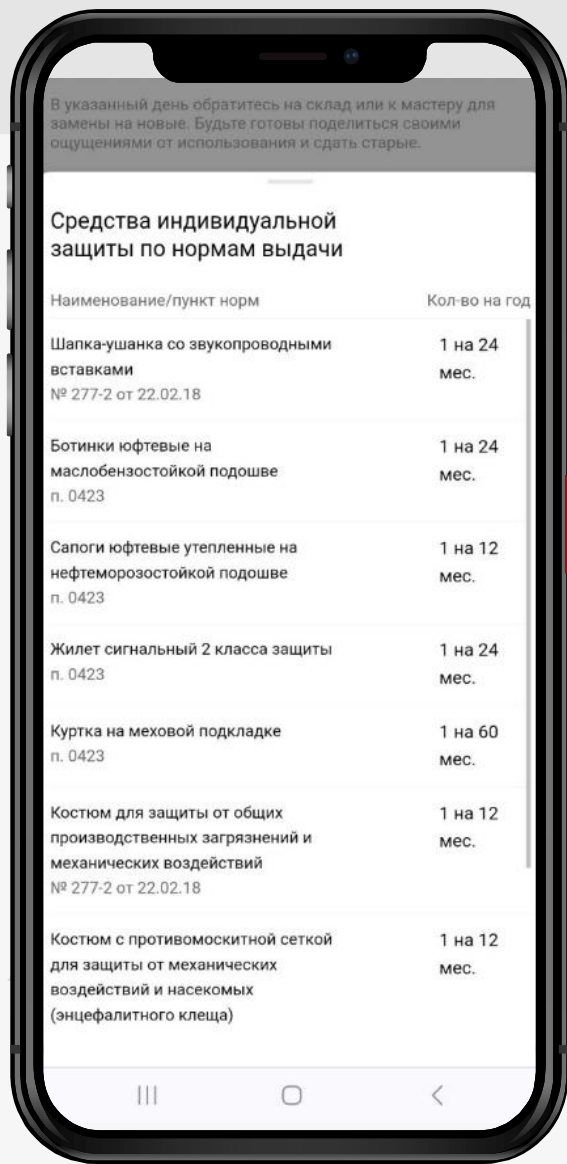 В указанный день обратитесь на склад или к мастеру для
замены на новые. Будьте готовы поделиться своими
ощущениями от использования и сдать старые.
Средства индивидуальной
защиты по нормам выдачи
Наименование/пункт норм Кол-во на год
Шапка-ушанка со звукопроводными 1 на 24
вставками мес.
№ 277-2 от 22.02.18
Ботинки юфтевые на 1 на 24
маслобензостойкой подошве мес.
п. 0423
Сапоги юфтевые утепленные на 1 на 12
нефтеморозостойкой подошве мес.
п. 0423
Жилет сигнальный 2 класса защиты 1 на 24
п. 0423 мес.
Куртка на меховой подкладке 1 на 60
п. 0423 мес.
Костюм для защиты от общих 1 на 12
производственных загрязнений и мес.
механических воздействий
№ 277-2 от 22.02.18
Костюм с противомоскитной сеткой 1 на 12
для защиты от механических мес.
воздействий и насекомых
(энцефалитного клеща)